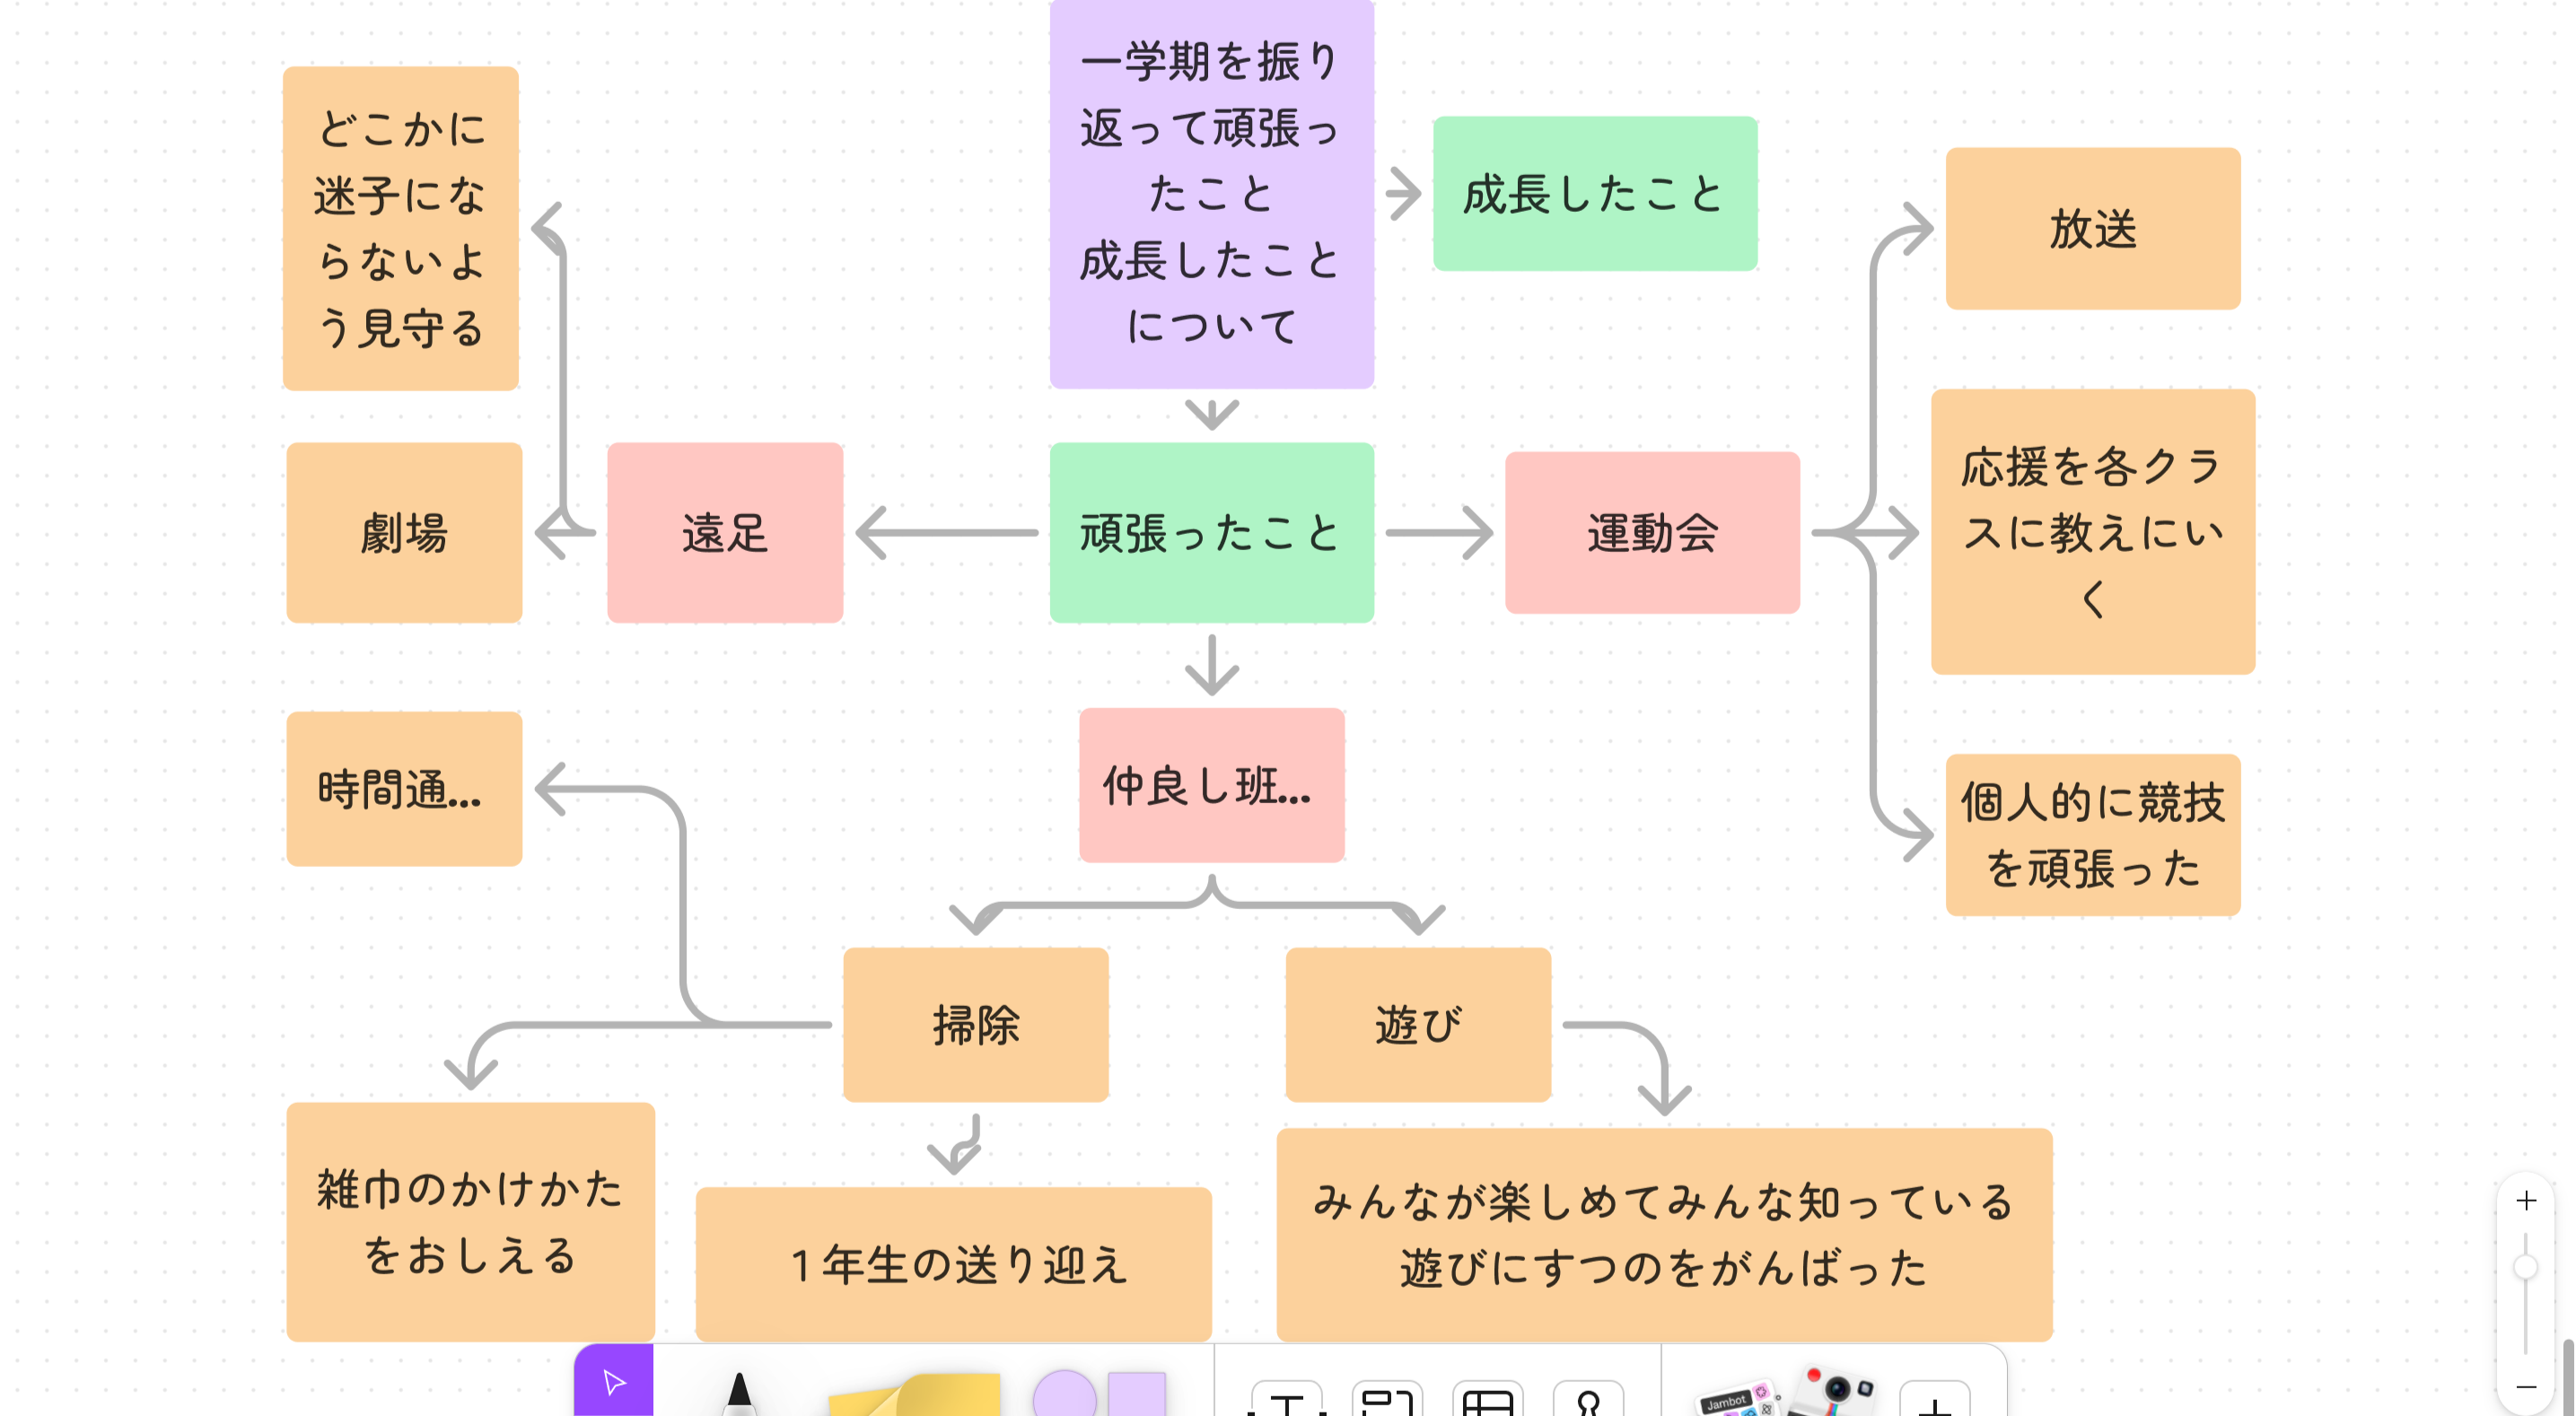 一学期を振り
返って頑張っ
たこと
成長したこと
について
成長したこと
どこかに
迷子にな
らないよ
う見守る
放送
劇場
遠足
頑張ったこと
運動会
応援を各クラ
スに教えにい
く
時間通...
仲良し班...
個人的に競技
を頑張った
掃除
遊び
雑巾のかけかた
をおしえる
1年生の送り迎え
みんなが楽しめてみんな知っている
遊びにすつのをがんばった
Jambot